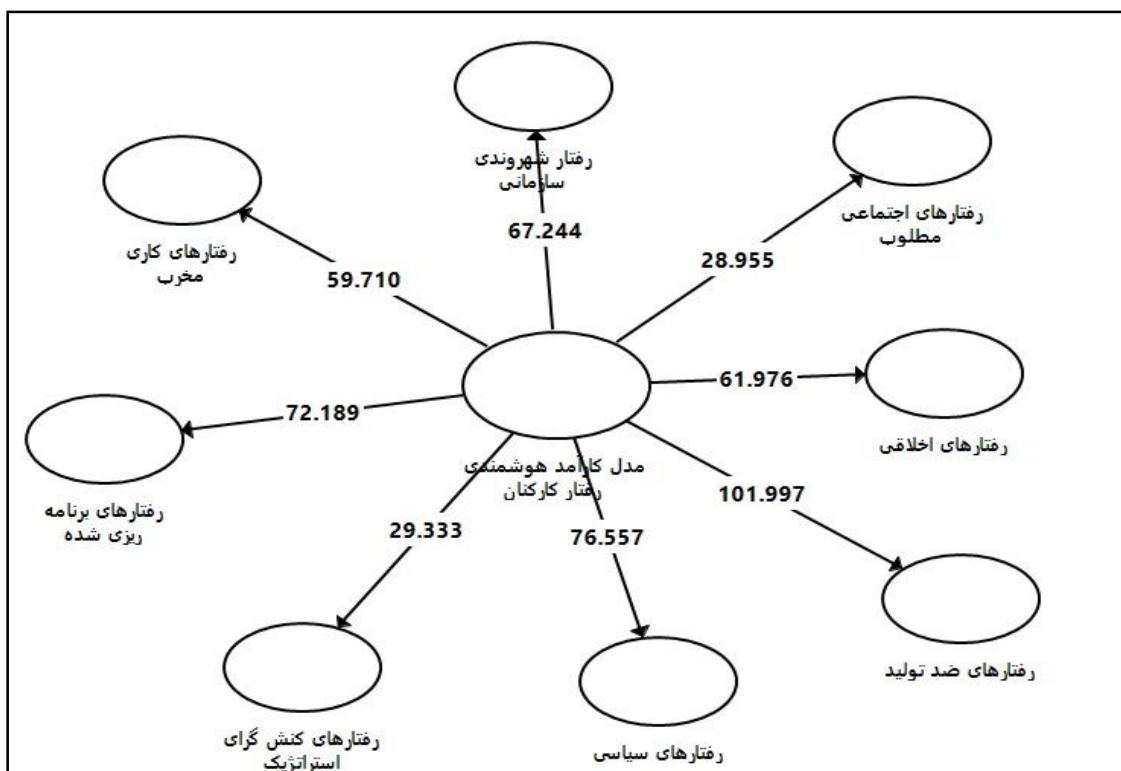 رفتار شهروندی
سازمانی
67.244
رفتارهای اجتماعی
مطلوب
28.955
رفتارهای کاری
مخرب
59.710
61.976
رفتارهای اخلاقی
72.189
رفتارهای برنامه
ریزی شده
مدل کارآمد هوشمندی
رفتار کارکنان
101.997
رفتارهای ضد تولید
29.333
رفتارهای کنش گرای
استراتژیک
76.557
رفتارهای سیاسی